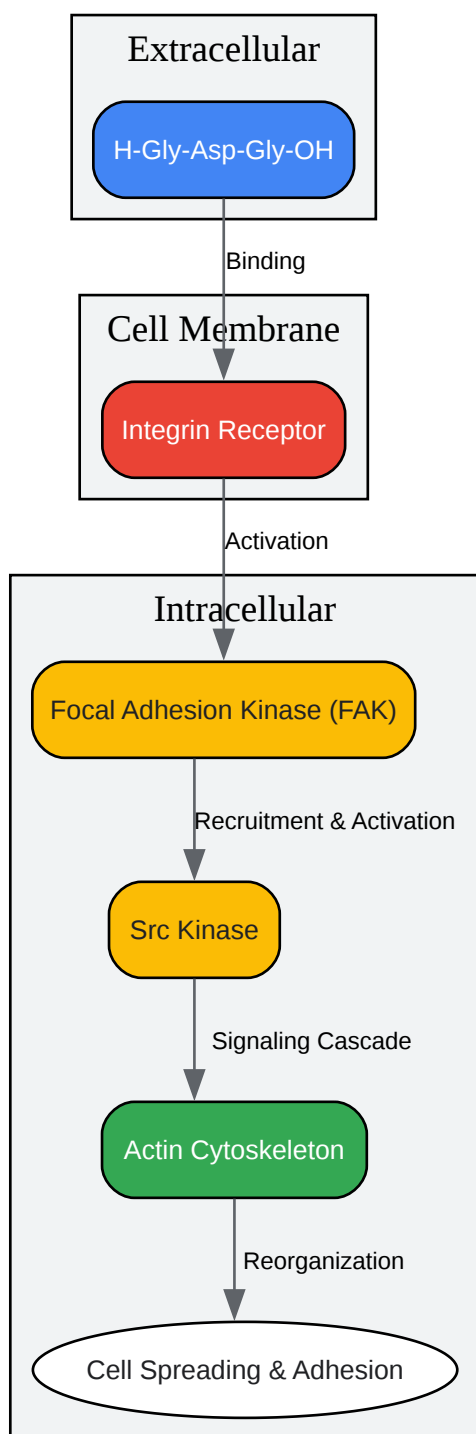 Extracellular
H-Gly-Asp-Gly-OH
Binding
Cell Membrane
Integrin Receptor
Activation
Intracellular
Focal Adhesion Kinase (FAK)
Recruitment & Activation
Src Kinase
Signaling Cascade
Actin Cytoskeleton
Reorganization
Cell Spreading & Adhesion